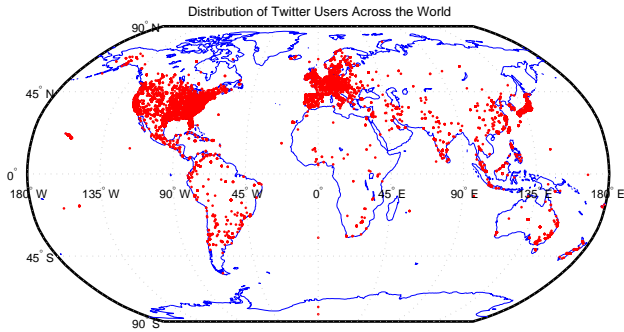 Distribution of Twitter Users Across the World
90° N
45° N
0°
180° W 135° W 90° W 45° W 0° 45° E 90° E 135° E 180° E
45° S
90° S